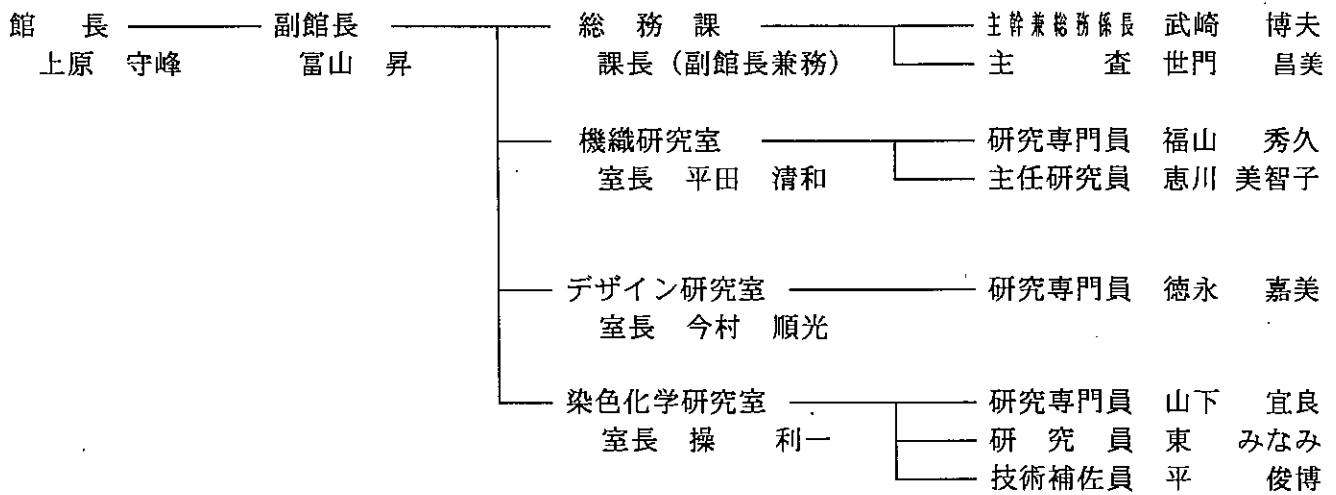 館長 副館長 総務課 主幹兼総務係長 武崎 博夫
上原 守峰 富山 昇 課長(副館長兼務) 主査 世門 昌美
機織研究室 研究専門員 福山 秀久
室長 平田 清和 主任研究員 恵川 美智子
デザイン研究室 研究専門員 徳永 嘉美
室長 今村 順光
染色化学研究室 研究専門員 山下 宜良
室長 操 利一 研究員 東 みなみ
技術補佐員 平 俊博